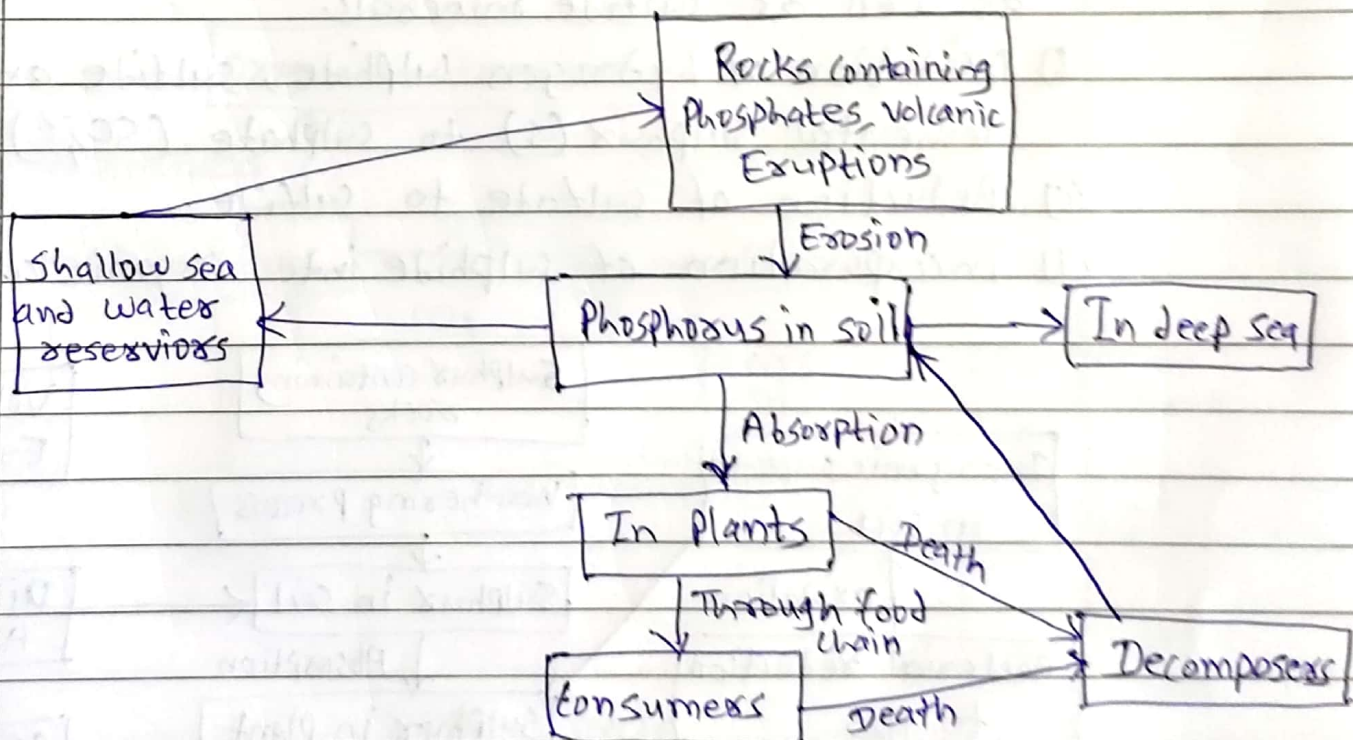 Rocks containing
Phosphates, volcanic
Eruptions
Erosion
Shallow sea
and water
reserviors
Phosphorus in soil
In deep sea
Absorption
In plants
Death
Through food
chain
Decomposers
Consumers
Death